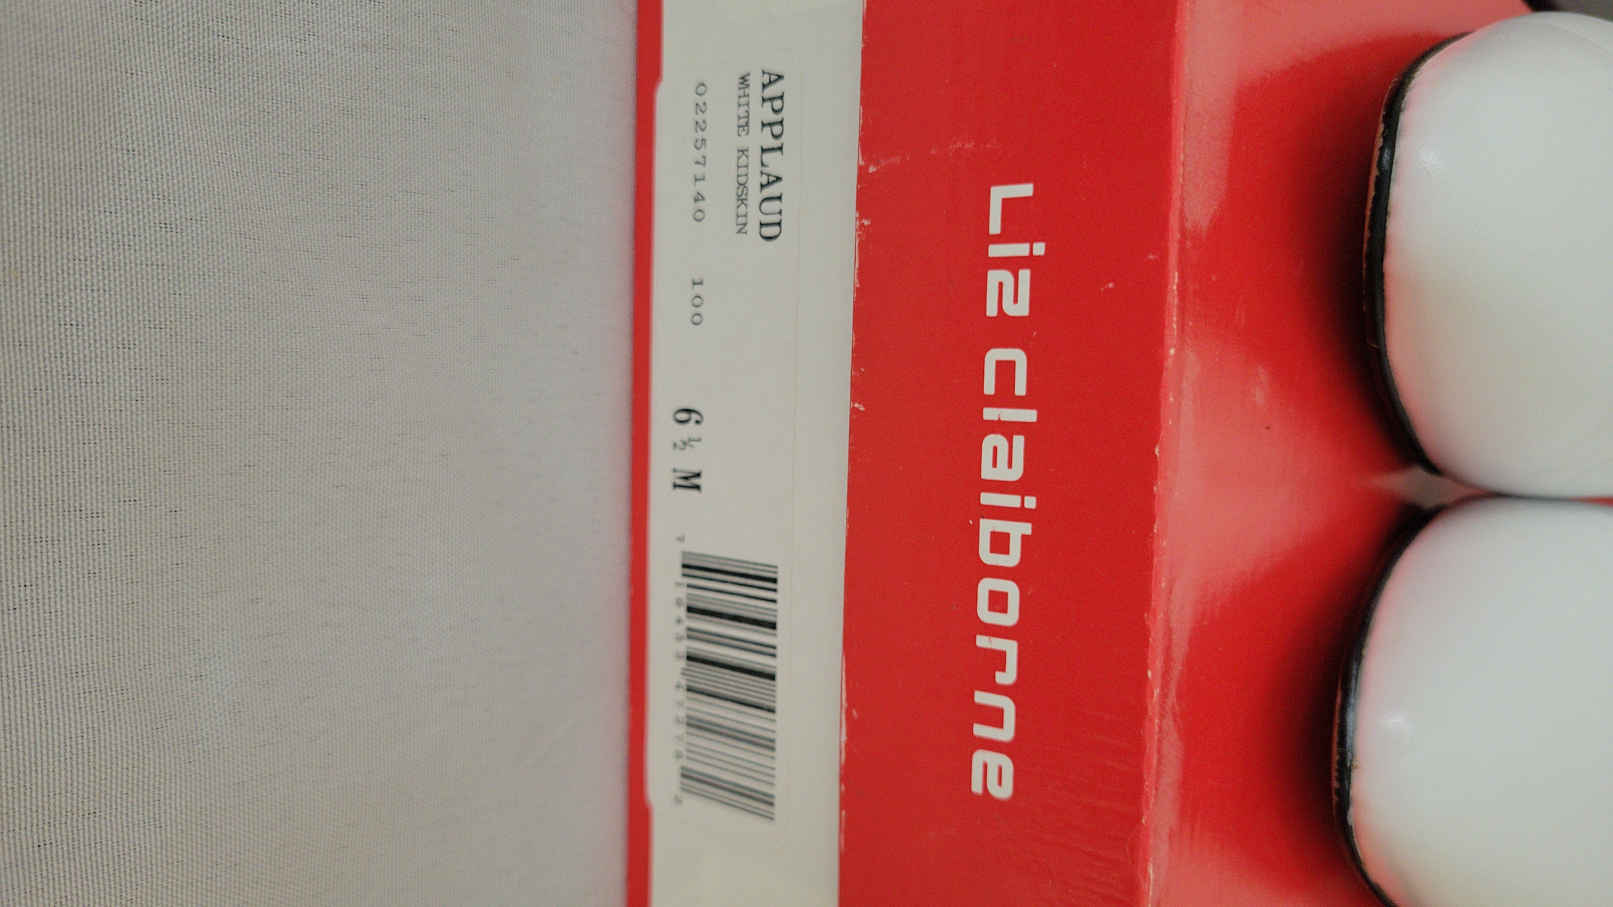 APPLAUD
WHITE KIDSKIN
02257140 100 6½ M
Liz claiborne